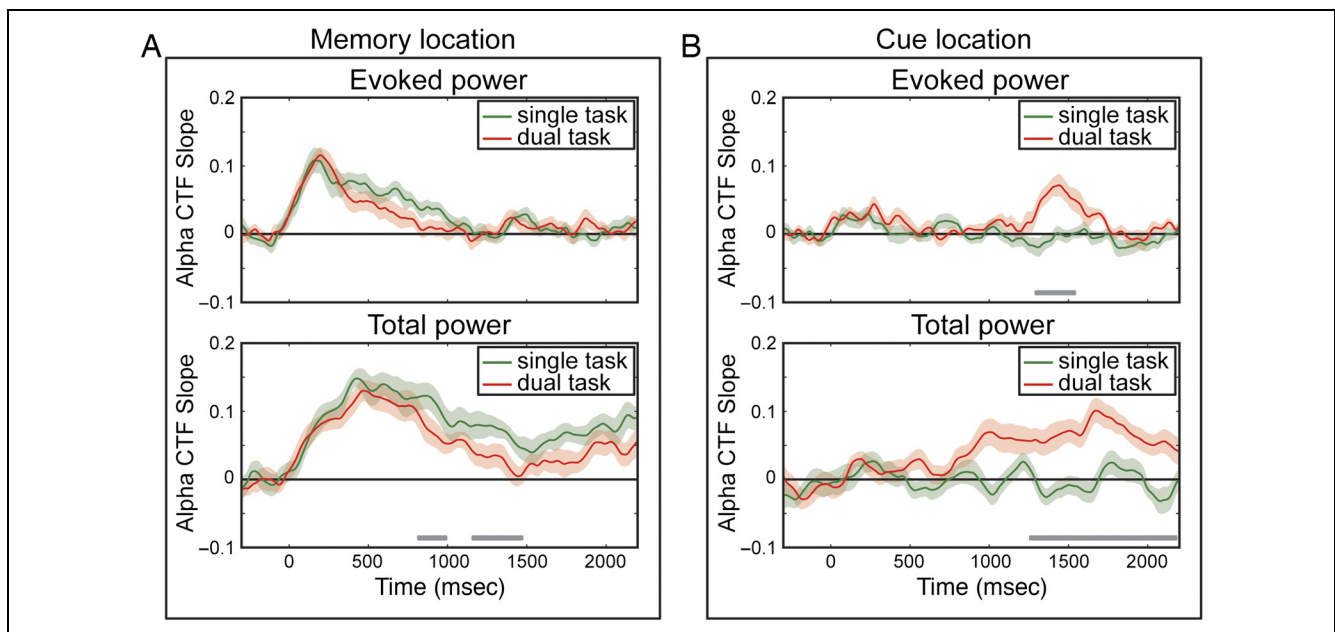 A
Memory location
Evoked power
0.2
0.1
0
−0.1
Alpha CTF Slope
single task
dual task
Total power
0.2
0.1
0
−0.1
Alpha CTF Slope
single task
dual task
0 500 1000 1500 2000
Time (msec)
B
Cue location
Evoked power
0.2
0.1
0
−0.1
Alpha CTF Slope
single task
dual task
Total power
0.2
0.1
0
−0.1
Alpha CTF Slope
single task
dual task
0 500 1000 1500 2000
Time (msec)